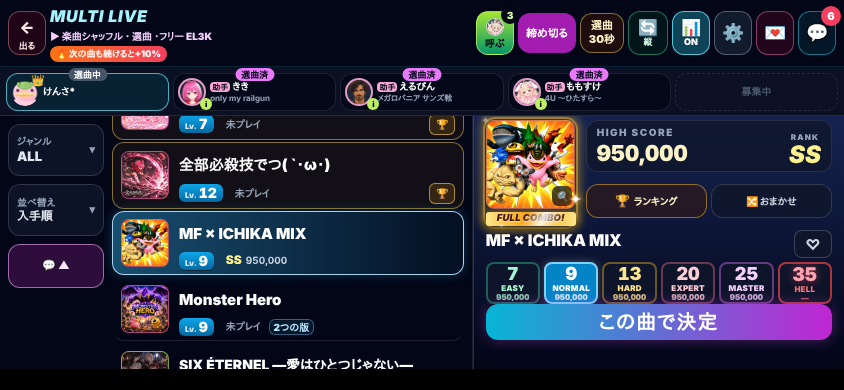 出る
MULTI LIVE
▶ 楽曲シャッフル・選曲・フリー EL3K
🔥 次の曲も続けると+10%
呼ぶ
3
締め切る
選曲
30秒
🔄
縦
📊
ON
⚙️
💌
💬
6
選曲中
けんさ*
選曲済
助手 きき
only my railgun
選曲済
助手 えるぴん
メガロバニア サンズ戦
選曲済
助手 ももすけ
4U 〜ひたすら〜
募集中
ジャンル
ALL ▼
並べ替え
入手順 ▼
💬 ▲
Lv. 7 未プレイ 🏆
全部必殺技でつ(`･ω･)
Lv. 12 未プレイ 🏆
MF × ICHIKA MIX
Lv. 9 SS 950,000
Monster Hero
Lv. 9 未プレイ 2つの版
SIX ÉTERNEL —愛はひとつじゃない—
FULL COMBO!
HIGH SCORE
950,000
RANK
SS
🏆 ランキング
🔀 おまかせ
MF × ICHIKA MIX
♡
7
EASY
950,000
9
NORMAL
950,000
13
HARD
950,000
20
EXPERT
950,000
25
MASTER
950,000
35
HELL
—
この曲で決定